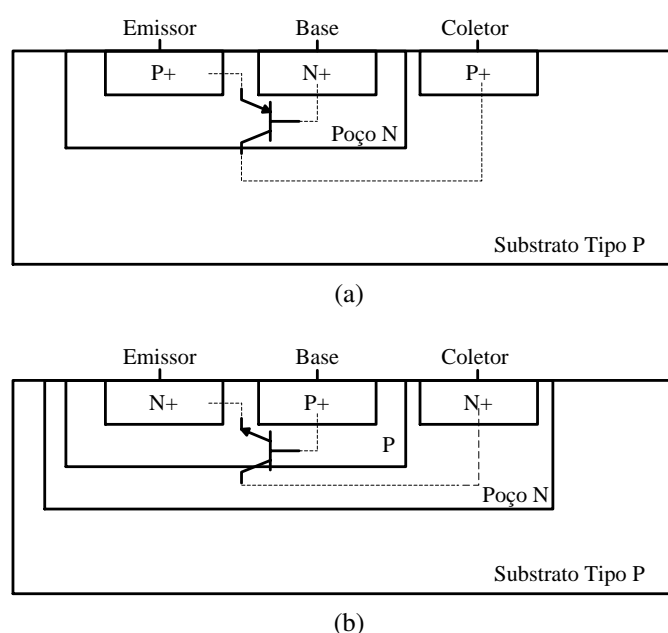 Emissor Base Coletor
P+ N+ P+
Poço N
Substrato Tipo P
(a)
Emissor Base Coletor
N+ P+ N+
P
Poço N
Substrato Tipo P
(b)